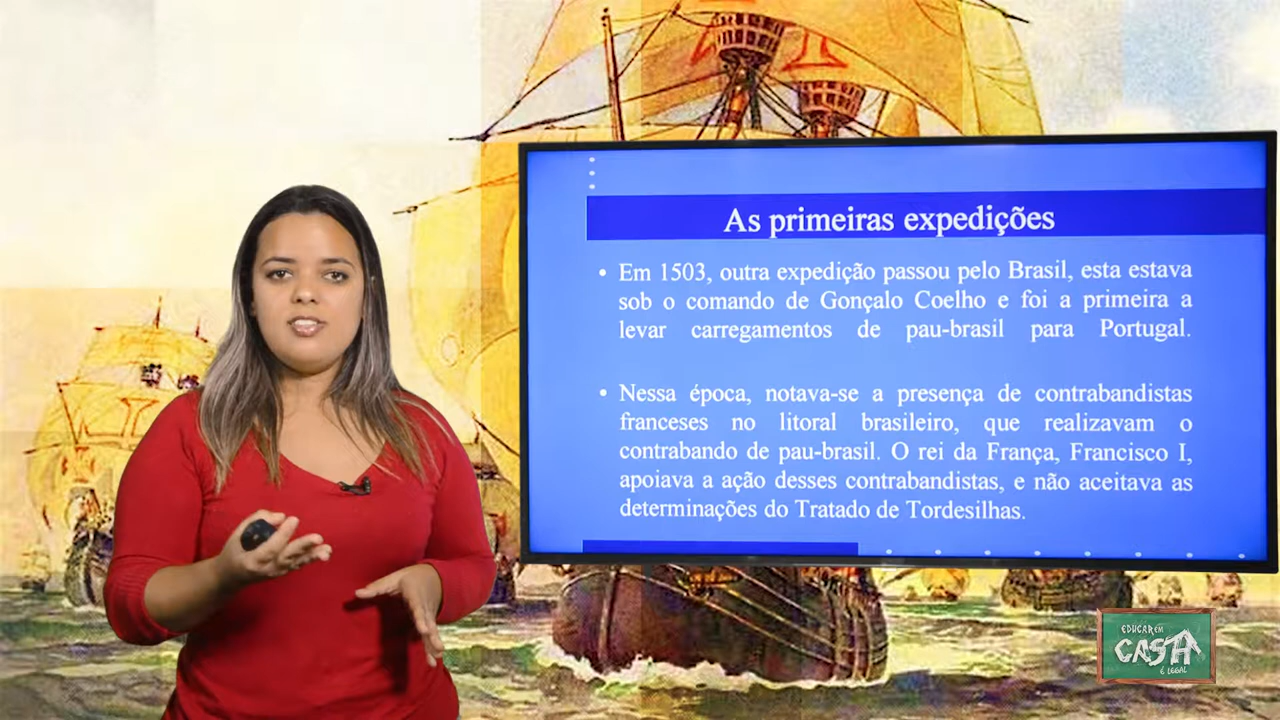 As primeiras expedições
• Em 1503, outra expedição passou pelo Brasil, esta estava
sob o comando de Gonçalo Coelho e foi a primeira a
levar carregamentos de pau-brasil para Portugal.
• Nessa época, notava-se a presença de contrabandistas
franceses no litoral brasileiro, que realizavam o
contrabando de pau-brasil. O rei da França, Francisco I,
apoiava a ação desses contrabandistas, e não aceitava as
determinações do Tratado de Tordesilhas.
EDUCAR EM
CASA
É LEGAL